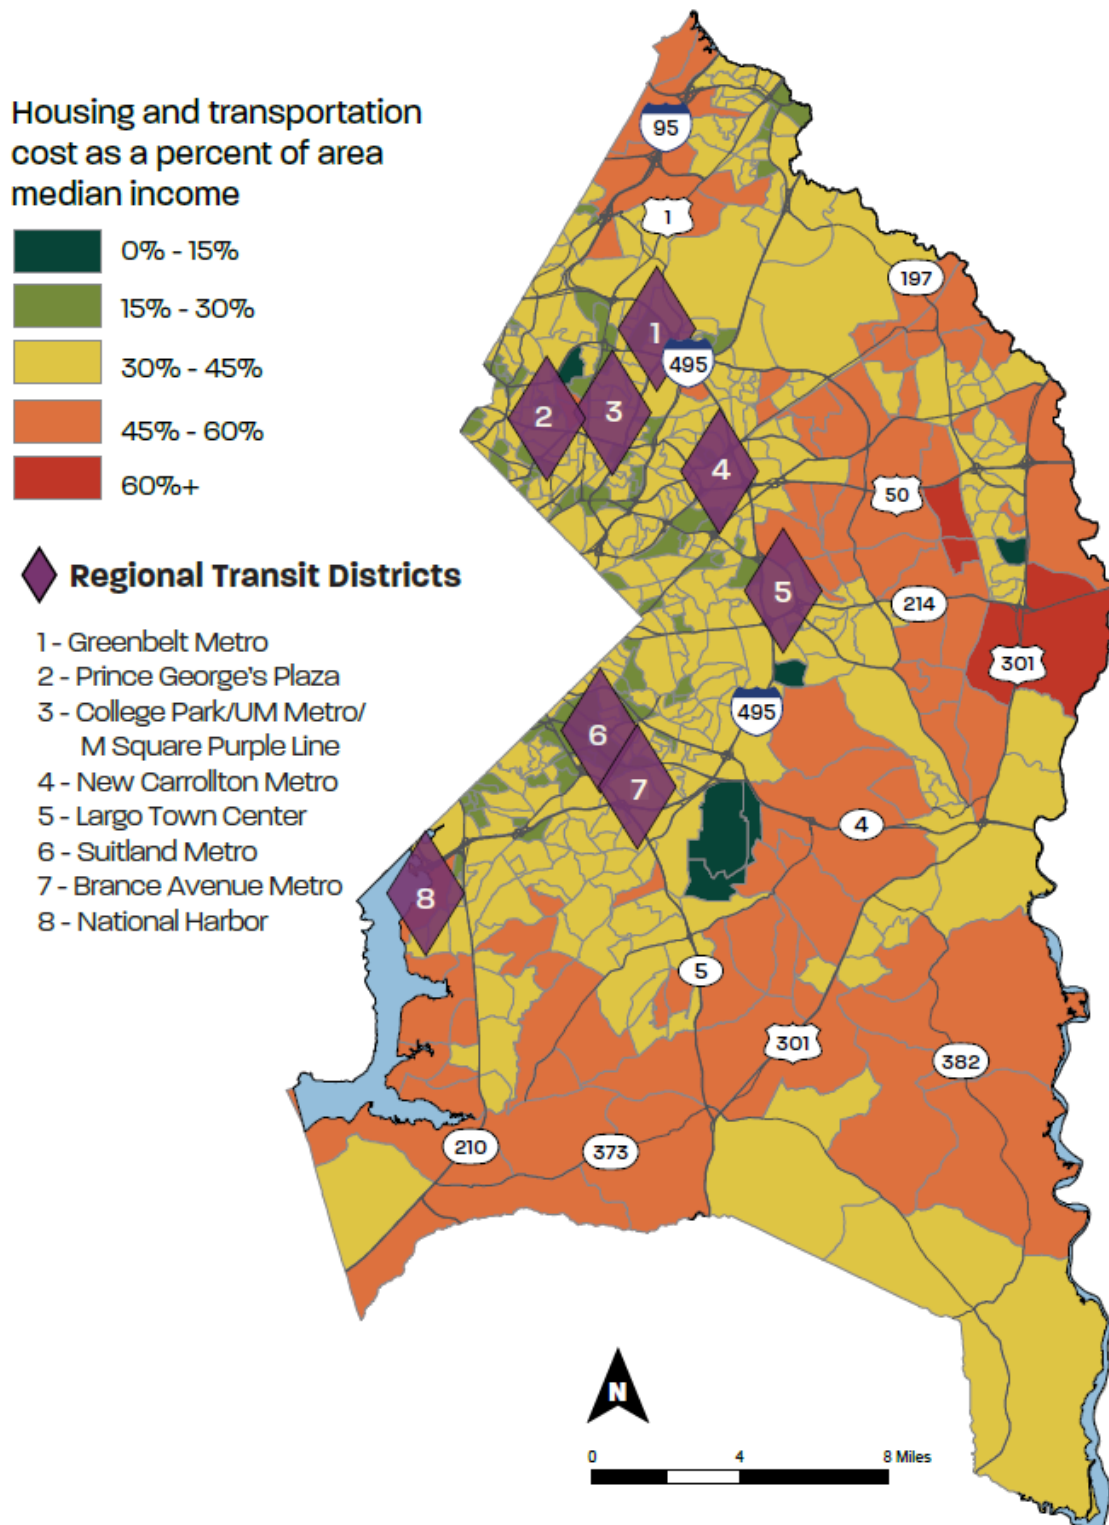 Housing and transportation
cost as a percent of area
median income
0% - 15%
15% - 30%
30% - 45%
45% - 60%
60%+
Regional Transit Districts
1 - Greenbelt Metro
2 - Prince George's Plaza
3 - College Park/UM Metro/
M Square Purple Line
4 - New Carrollton Metro
5 - Largo Town Center
6 - Suitland Metro
7 - Brance Avenue Metro
8 - National Harbor
95
1
197
1
495
2
3
4
50
5
214
301
495
6
7
4
8
5
301
382
210
373
N
0
4
8 Miles